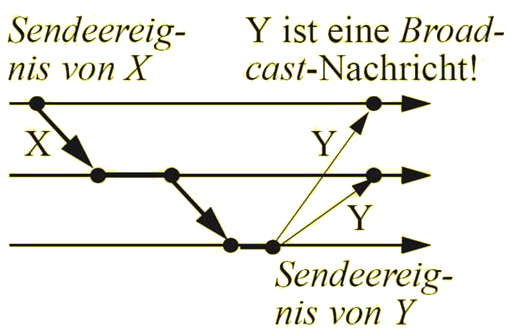 Sendeereig-
nis von X
Y ist eine Broad-
cast-Nachricht!
X
Y
Y
Sendeereig-
nis von Y